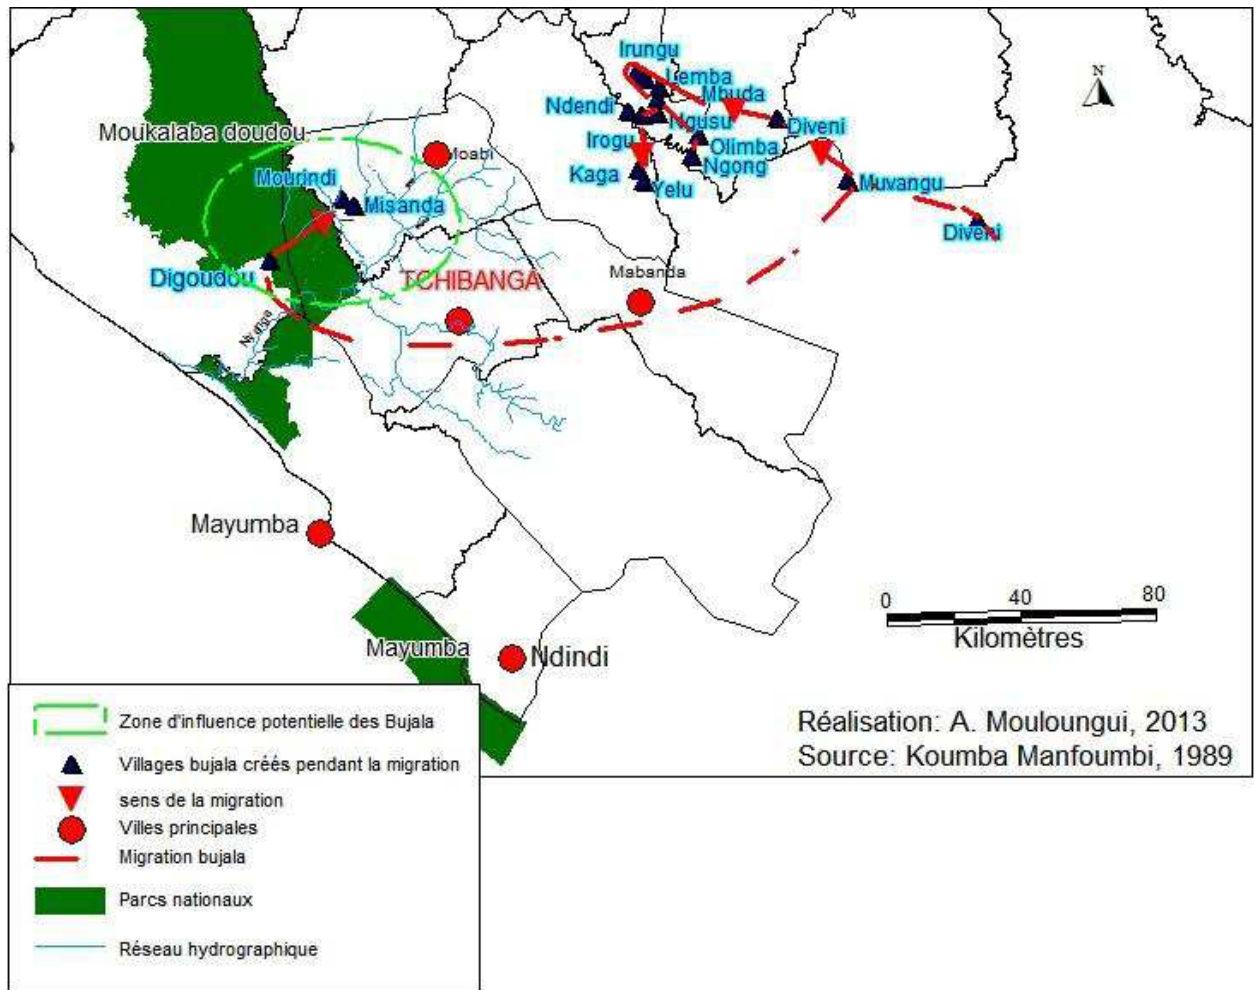 Irungu
Lemba
Mbuda
Ndendi
Ngusu
Diveni
N
Moukalaba doudou
Irogu
Olimba
Moabi
Ngong
Mourindi
Kaga
Yelu
Muvangu
Misanda
Diveni
Digoudou
TCHIBANGA
Mabanda
Mayumba
0 40 80
Kilomètres
Mayumba
Ndindi
Zone d'influence potentielle des Bujala
Villages bujala créés pendant la migration
sens de la migration
Villes principales
Migration bujala
Parcs nationaux
Réseau hydrographique
Réalisation: A. Mouloungui, 2013
Source: Koumba Manfoumbi, 1989